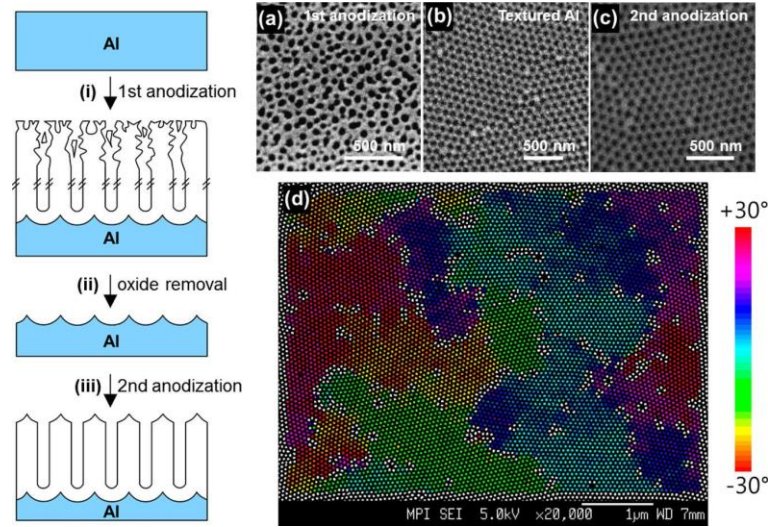 Al
(i) 1st anodization
Al
(ii) oxide removal
Al
(iii) 2nd anodization
Al
(a) 1st anodization
500 nm
(b) Textured Al
500 nm
(c) 2nd anodization
500 nm
(d)
+30°
-30°
MPI SEI 5.0kV ×20,000 1μm WD 7mm